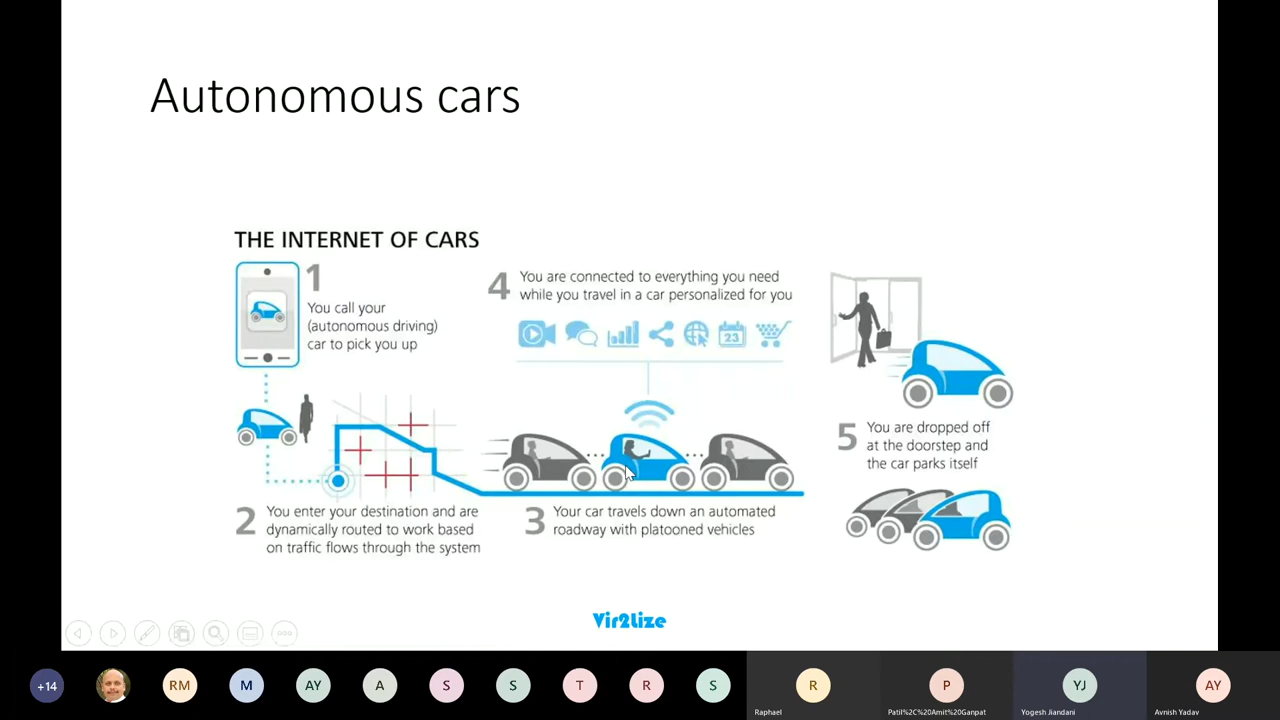 Autonomous cars
THE INTERNET OF CARS
1
You call your
(autonomous driving)
car to pick you up
2
You enter your destination and are
dynamically routed to work based
on traffic flows through the system
3
Your car travels down an automated
roadway with platooned vehicles
4
You are connected to everything you need
while you travel in a car personalized for you
23
5
You are dropped off
at the doorstep and
the car parks itself
Vir2Lize
+14
RM
M
AY
A
S
S
T
R
S
R
Raphael
P
Patil%2C%20Amit%20Ganpat
YJ
Yogesh Jiandani
AY
Avnish Yadav